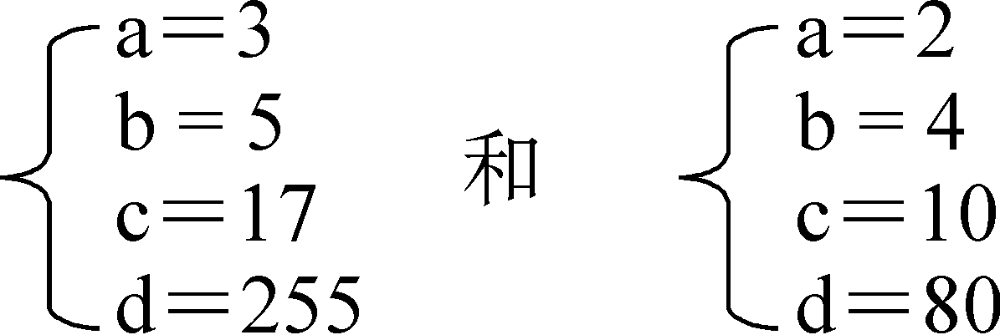 a=3
b=5
c=17
d=255
和
a=2
b=4
c=10
d=80